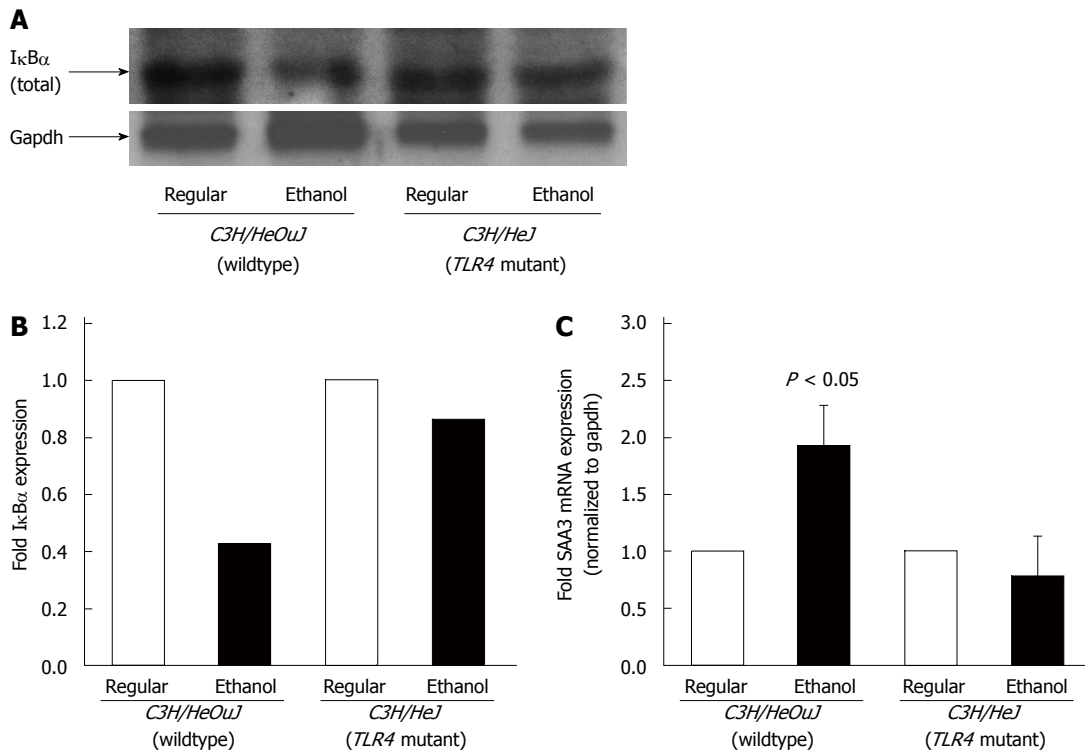 A
IκBα
(total)
Gapdh
Regular Ethanol Regular Ethanol
C3H/HeOuJ C3H/HeJ
(wildtype) (TLR4 mutant)
B
Fold IκBα expression
1.2
1.0
0.8
0.6
0.4
0.2
0.0
Regular Ethanol Regular Ethanol
C3H/HeOuJ C3H/HeJ
(wildtype) (TLR4 mutant)
C
Fold SAA3 mRNA expression
(normalized to gapdh)
3.0
2.5
2.0
1.5
1.0
0.5
0.0
P < 0.05
Regular Ethanol Regular Ethanol
C3H/HeOuJ C3H/HeJ
(wildtype) (TLR4 mutant)